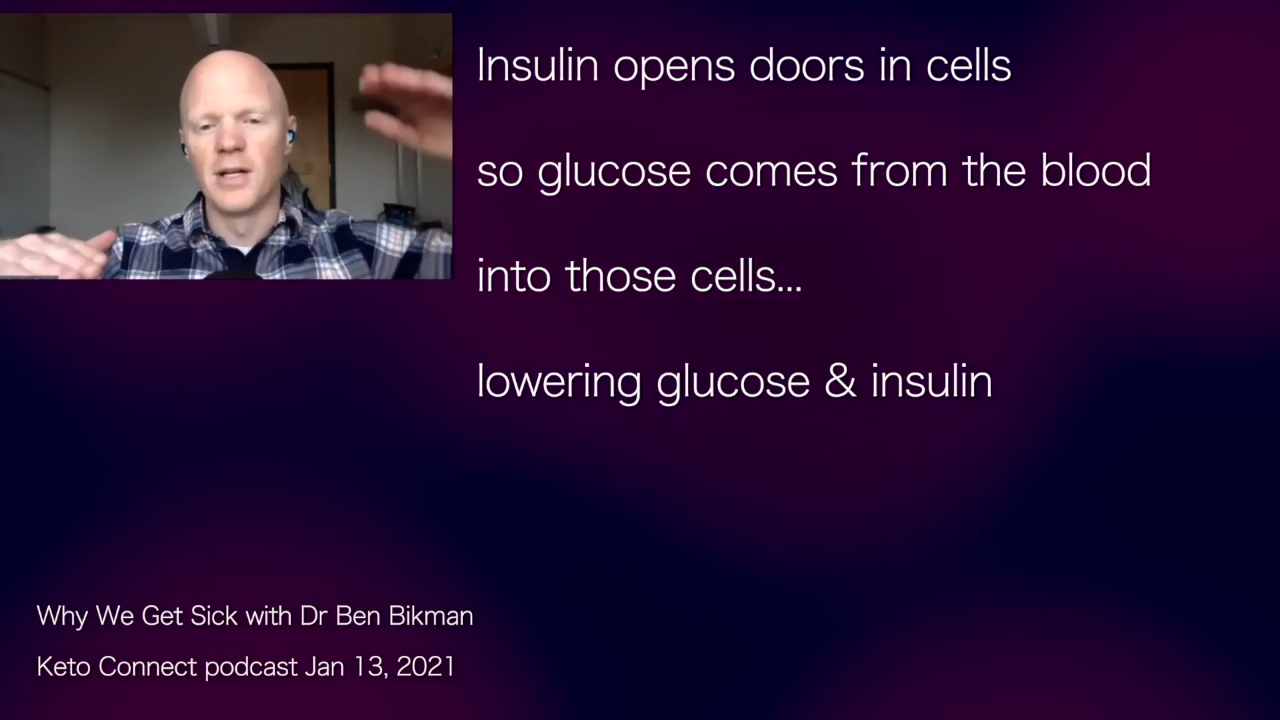 Insulin opens doors in cells
so glucose comes from the blood
into those cells...
lowering glucose & insulin
Why We Get Sick with Dr Ben Bikman
Keto Connect podcast Jan 13, 2021